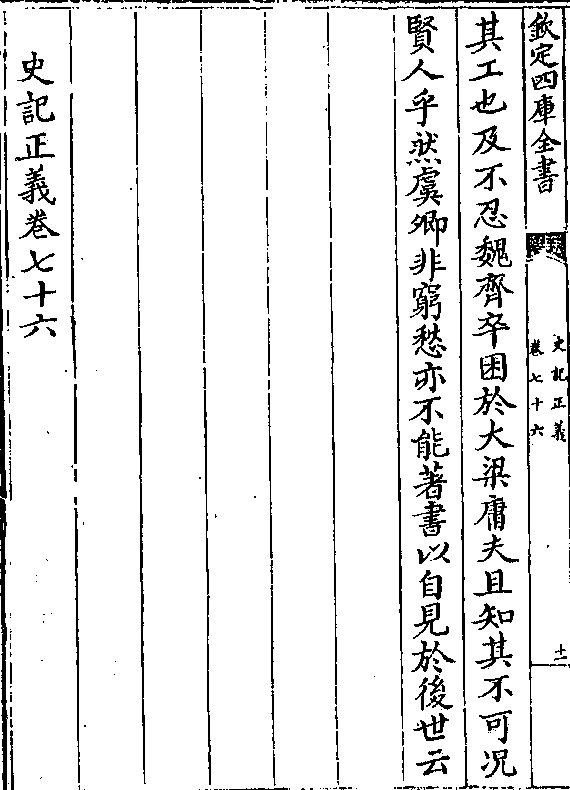 欽定四庫全書
史記正義
卷七十六
十一
其工也及不忍魏齊卒困於大梁庸夫且知其不可况
賢人乎然虞卿非窮愁亦不能著書以自見於後世云
史記正義卷七十六